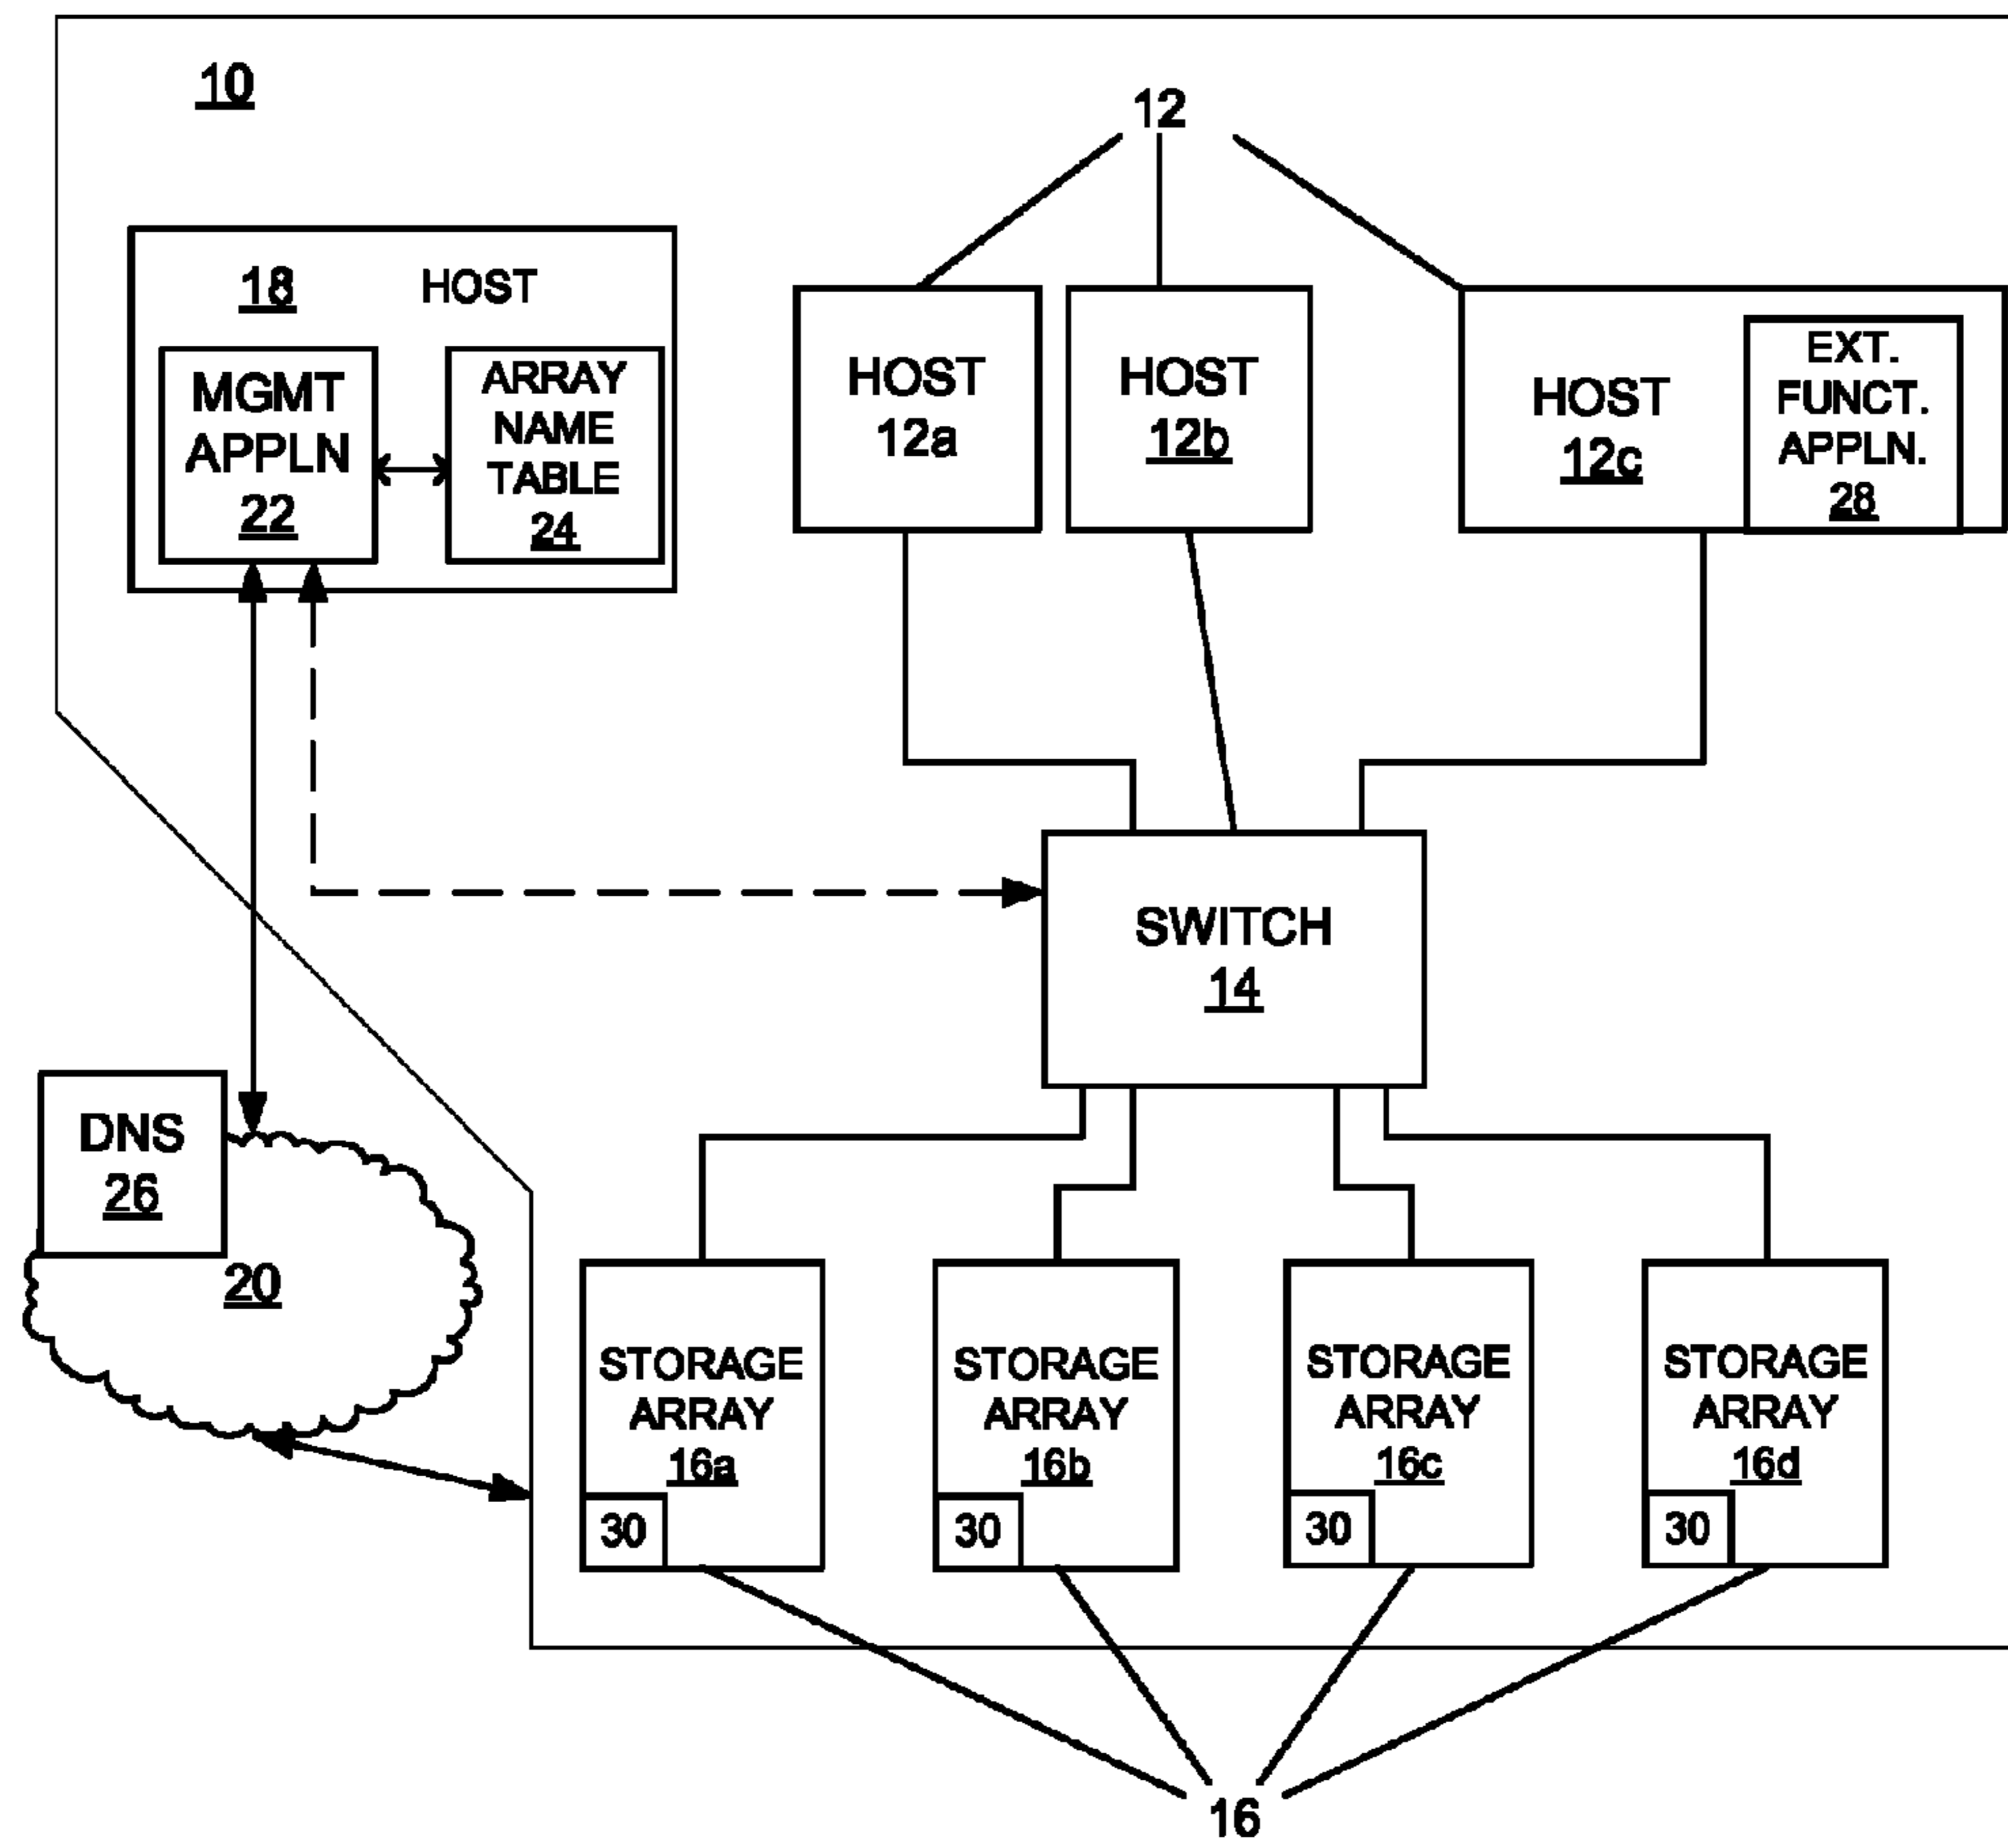 10
12
18 HOST
MGMT
APPLN
22
ARRAY
NAME
TABLE
24
HOST
12a
HOST
12b
HOST
12c
EXT.
FUNCT.
APPLN.
28
SWITCH
14
DNS
26
20
STORAGE
ARRAY
16a
30
STORAGE
ARRAY
16b
30
STORAGE
ARRAY
16c
30
STORAGE
ARRAY
16d
30
16